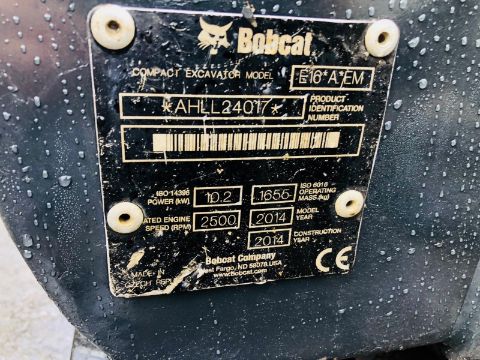 Bobcat
COMPACT EXCAVATOR MODEL E16*A*EM
*AHLL24017* PRODUCT IDENTIFICATION NUMBER
ISO 14396 POWER (kW) 10.2 1655 ISO 6016 OPERATING MASS (kg)
RATED ENGINE SPEED (RPM) 2500 2014 MODEL YEAR
2014 CONSTRUCTION YEAR
Bobcat Company
West Fargo, ND 58078 USA
www.Bobcat.com
MADE IN
CZECH REPU
CE